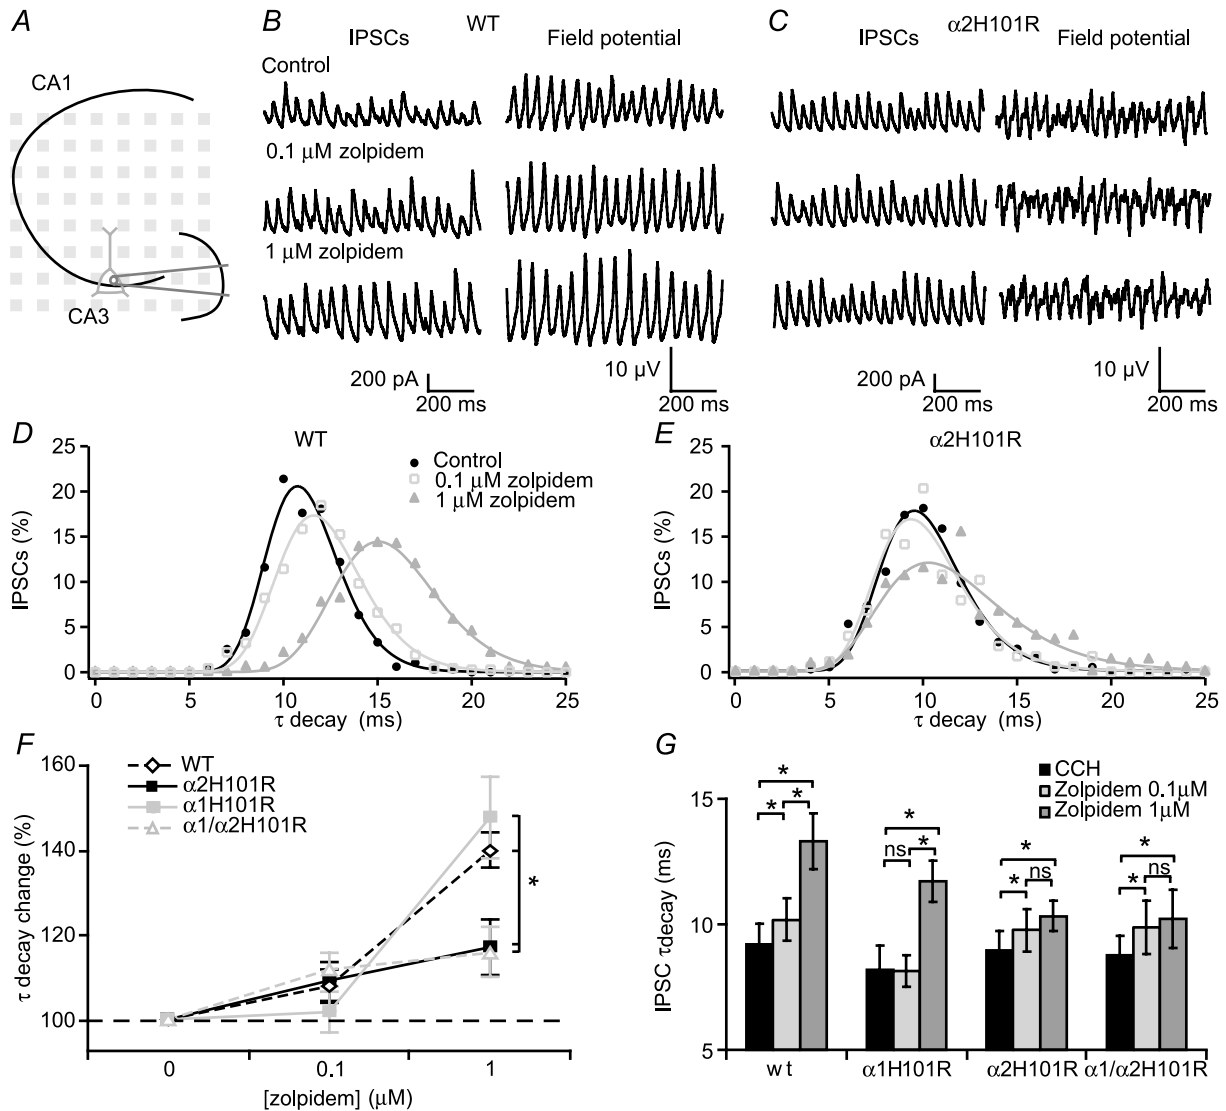 A
CA1
CA3
B
WT
IPSCs
Field potential
Control
0.1 μM zolpidem
1 μM zolpidem
200 pA
200 ms
10 μV
200 ms
C
α2H101R
IPSCs
Field potential
200 pA
200 ms
10 μV
200 ms
D
WT
IPSCs (%)
25
20
15
10
5
0
0
5
10
15
20
25
τ decay (ms)
Control
0.1 μM zolpidem
1 μM zolpidem
E
α2H101R
IPSCs (%)
25
20
15
10
5
0
0
5
10
15
20
25
τ decay (ms)
F
τ decay change (%)
160
140
120
100
0
0.1
1
[zolpidem] (μM)
WT
α2H101R
α1H101R
α1/α2H101R
*
G
IPSC τdecay (ms)
15
10
5
CCH
Zolpidem 0.1μM
Zolpidem 1μM
*
* *
*
ns *
*
* ns
*
* ns
wt
α1H101R
α2H101R
α1/α2H101R